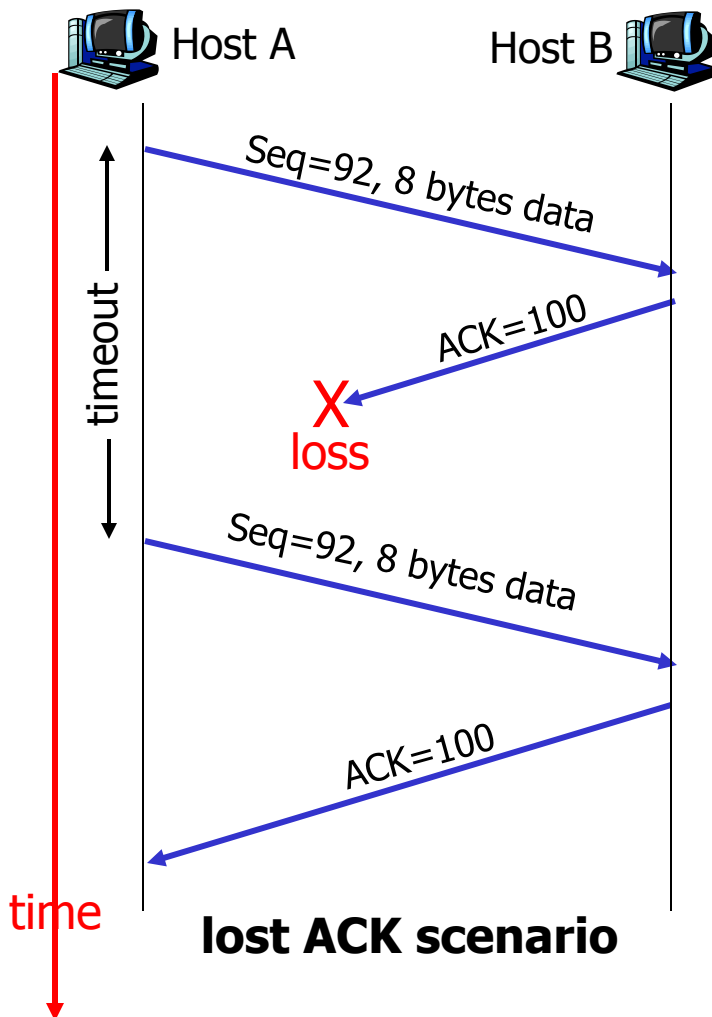 Host A
Host B
Seq=92, 8 bytes data
ACK=100
timeout
X
loss
Seq=92, 8 bytes data
ACK=100
time
lost ACK scenario